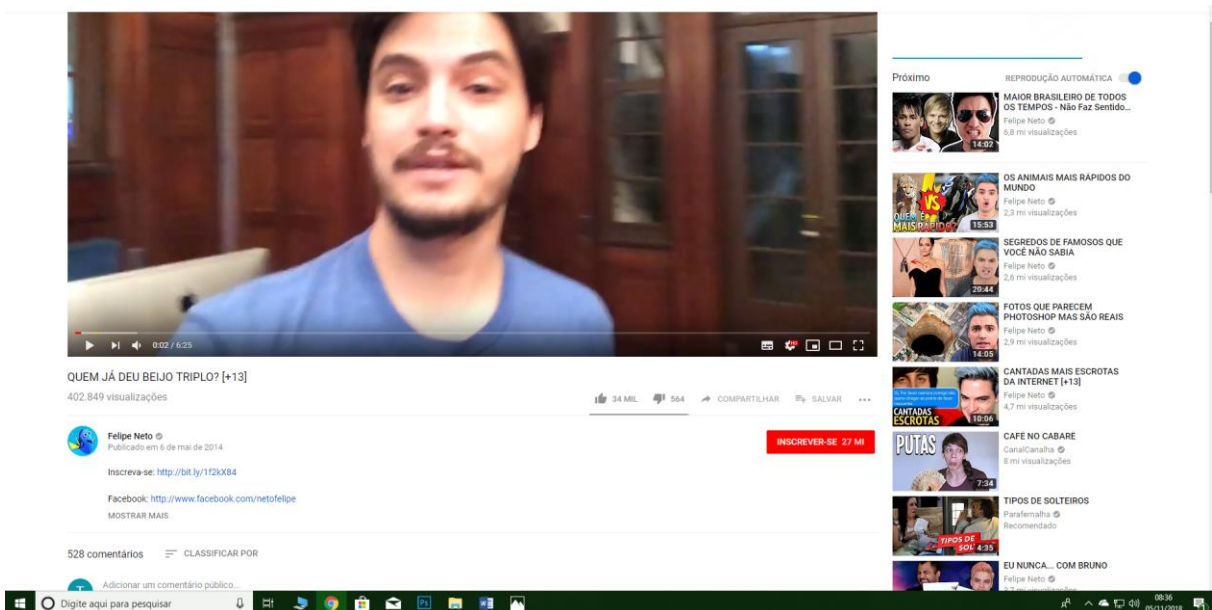 0:02 / 6:25
QUEM JÁ DEU BEIJO TRIPLO? [+13]
402.849 visualizações
34 MIL
564
COMPARTILHAR
SALVAR
Felipe Neto
Publicado em 6 de mai de 2014
INSCREVER-SE 27 MI
Inscreva-se: http://bit.ly/1f2kX84
Facebook: http://www.facebook.com/netofelipe
MOSTRAR MAIS
528 comentários
CLASSIFICAR POR
Adicionar um comentário público...
Próximo
REPRODUÇÃO AUTOMÁTICA
14:02
MAIOR BRASILEIRO DE TODOS
OS TEMPOS - Não Faz Sentido...
Felipe Neto
6,8 mi visualizações
VS
QUEM É
MAIS RÁPIDO?
15:53
OS ANIMAIS MAIS RÁPIDOS DO
MUNDO
Felipe Neto
2,3 mi visualizações
20:44
SEGREDOS DE FAMOSOS QUE
VOCÊ NÃO SABIA
Felipe Neto
2,6 mi visualizações
14:05
FOTOS QUE PARECEM
PHOTOSHOP MAS SÃO REAIS
Felipe Neto
2,9 mi visualizações
CANTADAS
ESCROTAS
10:06
CANTADAS MAIS ESCROTAS
DA INTERNET [+13]
Felipe Neto
4,7 mi visualizações
PUTAS
7:34
CAFÉ NO CABARÉ
CanalCanalha
8 mi visualizações
TIPOS DE
4:35
TIPOS DE SOLTEIROS
Parafernalha
Recomendado
EU NUNCA... COM BRUNO
Felipe Neto
Digite aqui para pesquisar
08:36
05/11/2018